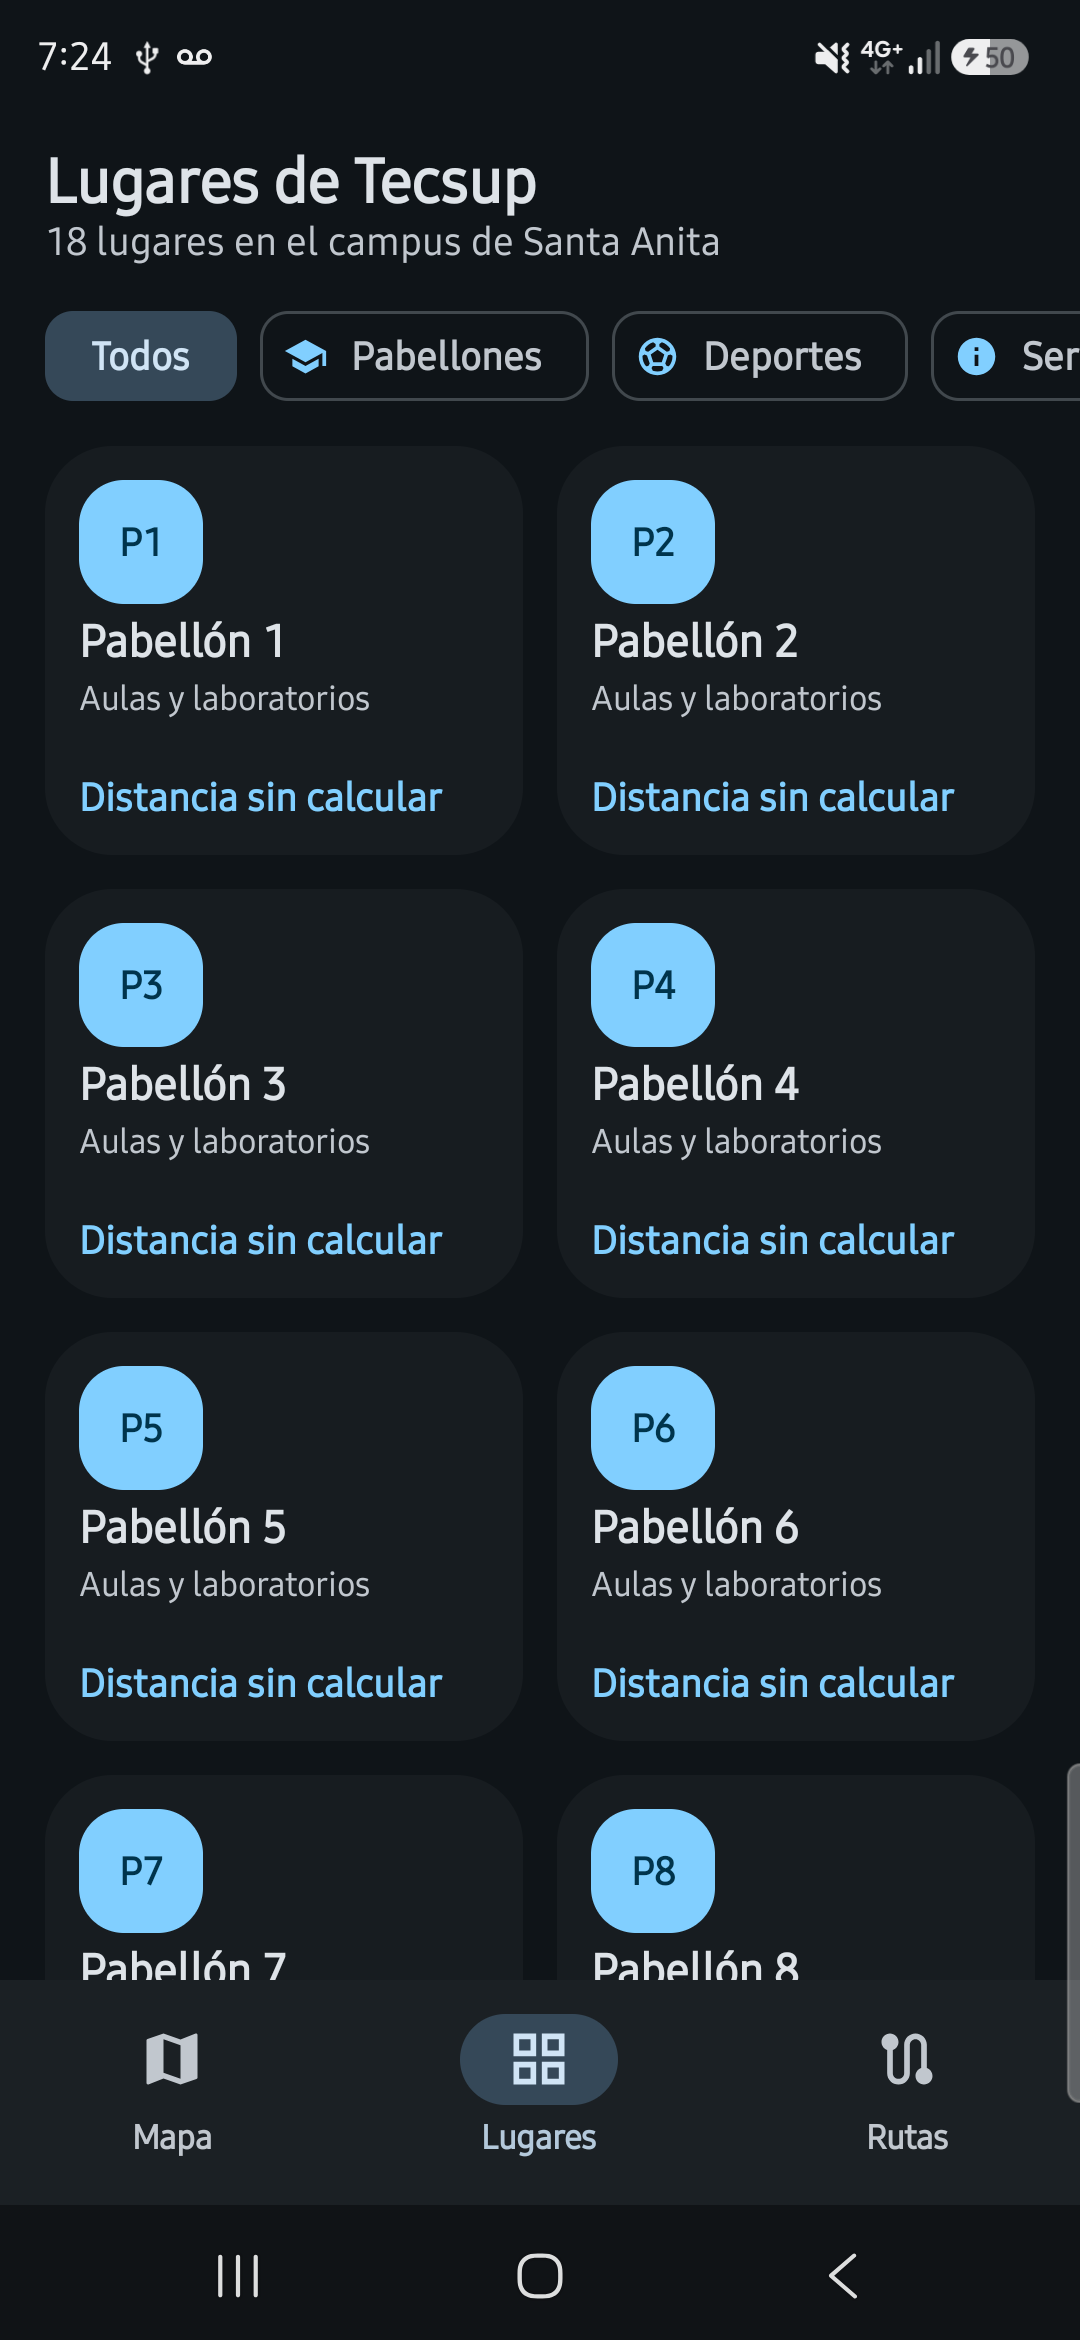 7:24 4G+ 50
Lugares de Tecsup
18 lugares en el campus de Santa Anita
Todos Pabellones Deportes Ser
P1 P2
Pabellón 1 Pabellón 2
Aulas y laboratorios Aulas y laboratorios
Distancia sin calcular Distancia sin calcular
P3 P4
Pabellón 3 Pabellón 4
Aulas y laboratorios Aulas y laboratorios
Distancia sin calcular Distancia sin calcular
P5 P6
Pabellón 5 Pabellón 6
Aulas y laboratorios Aulas y laboratorios
Distancia sin calcular Distancia sin calcular
P7 P8
Pabellón 7 Pabellón 8
Mapa Lugares Rutas